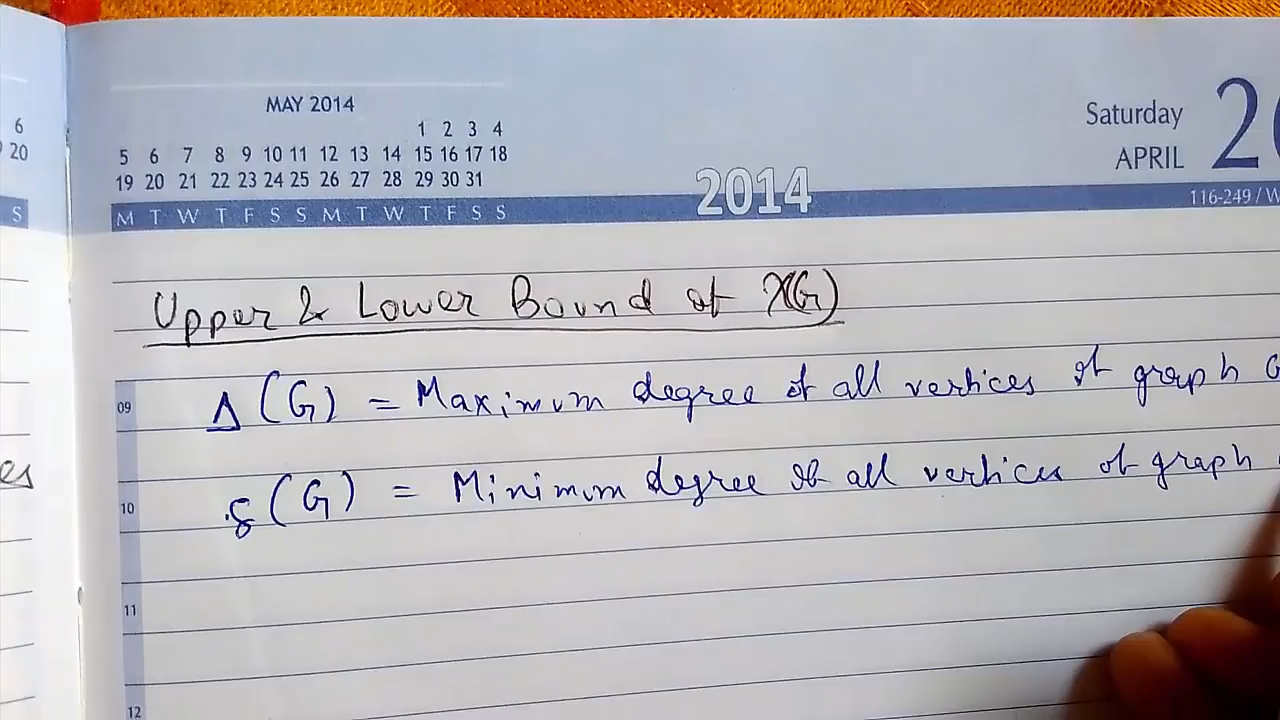 6
20
S
es
MAY 2014
1 2 3 4
5 6 7 8 9 10 11 12 13 14 15 16 17 18
19 20 21 22 23 24 25 26 27 28 29 30 31
M T W T F S S M T W T F S S
2014
Saturday
APRIL
116-249 / W
Upper & Lower Bound of χ(G)
09 Δ(G) = Maximum degree of all vertices of graph G
10 δ(G) = Minimum degree of all vertices of graph
11
12